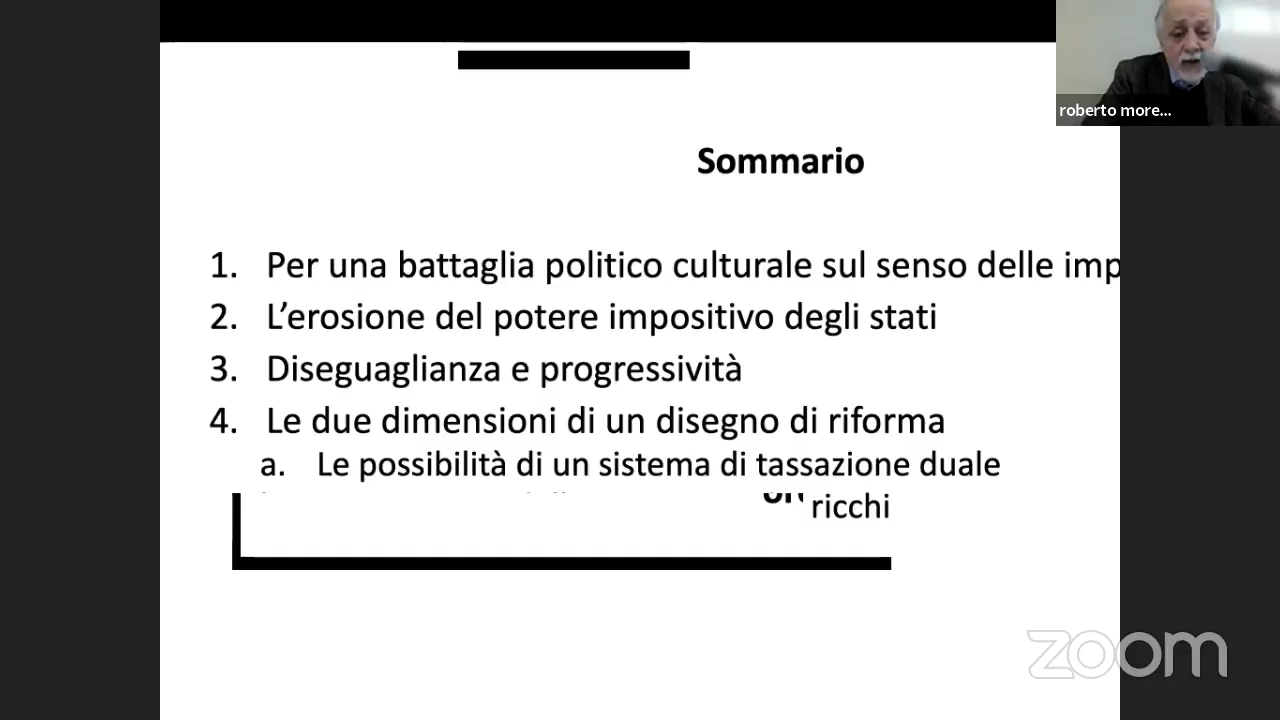 roberto more...
Sommario
1. Per una battaglia politico culturale sul senso delle imp
2. L'erosione del potere impositivo degli stati
3. Diseguaglianza e progressività
4. Le due dimensioni di un disegno di riforma
a. Le possibilità di un sistema di tassazione duale
ricchi
zoom